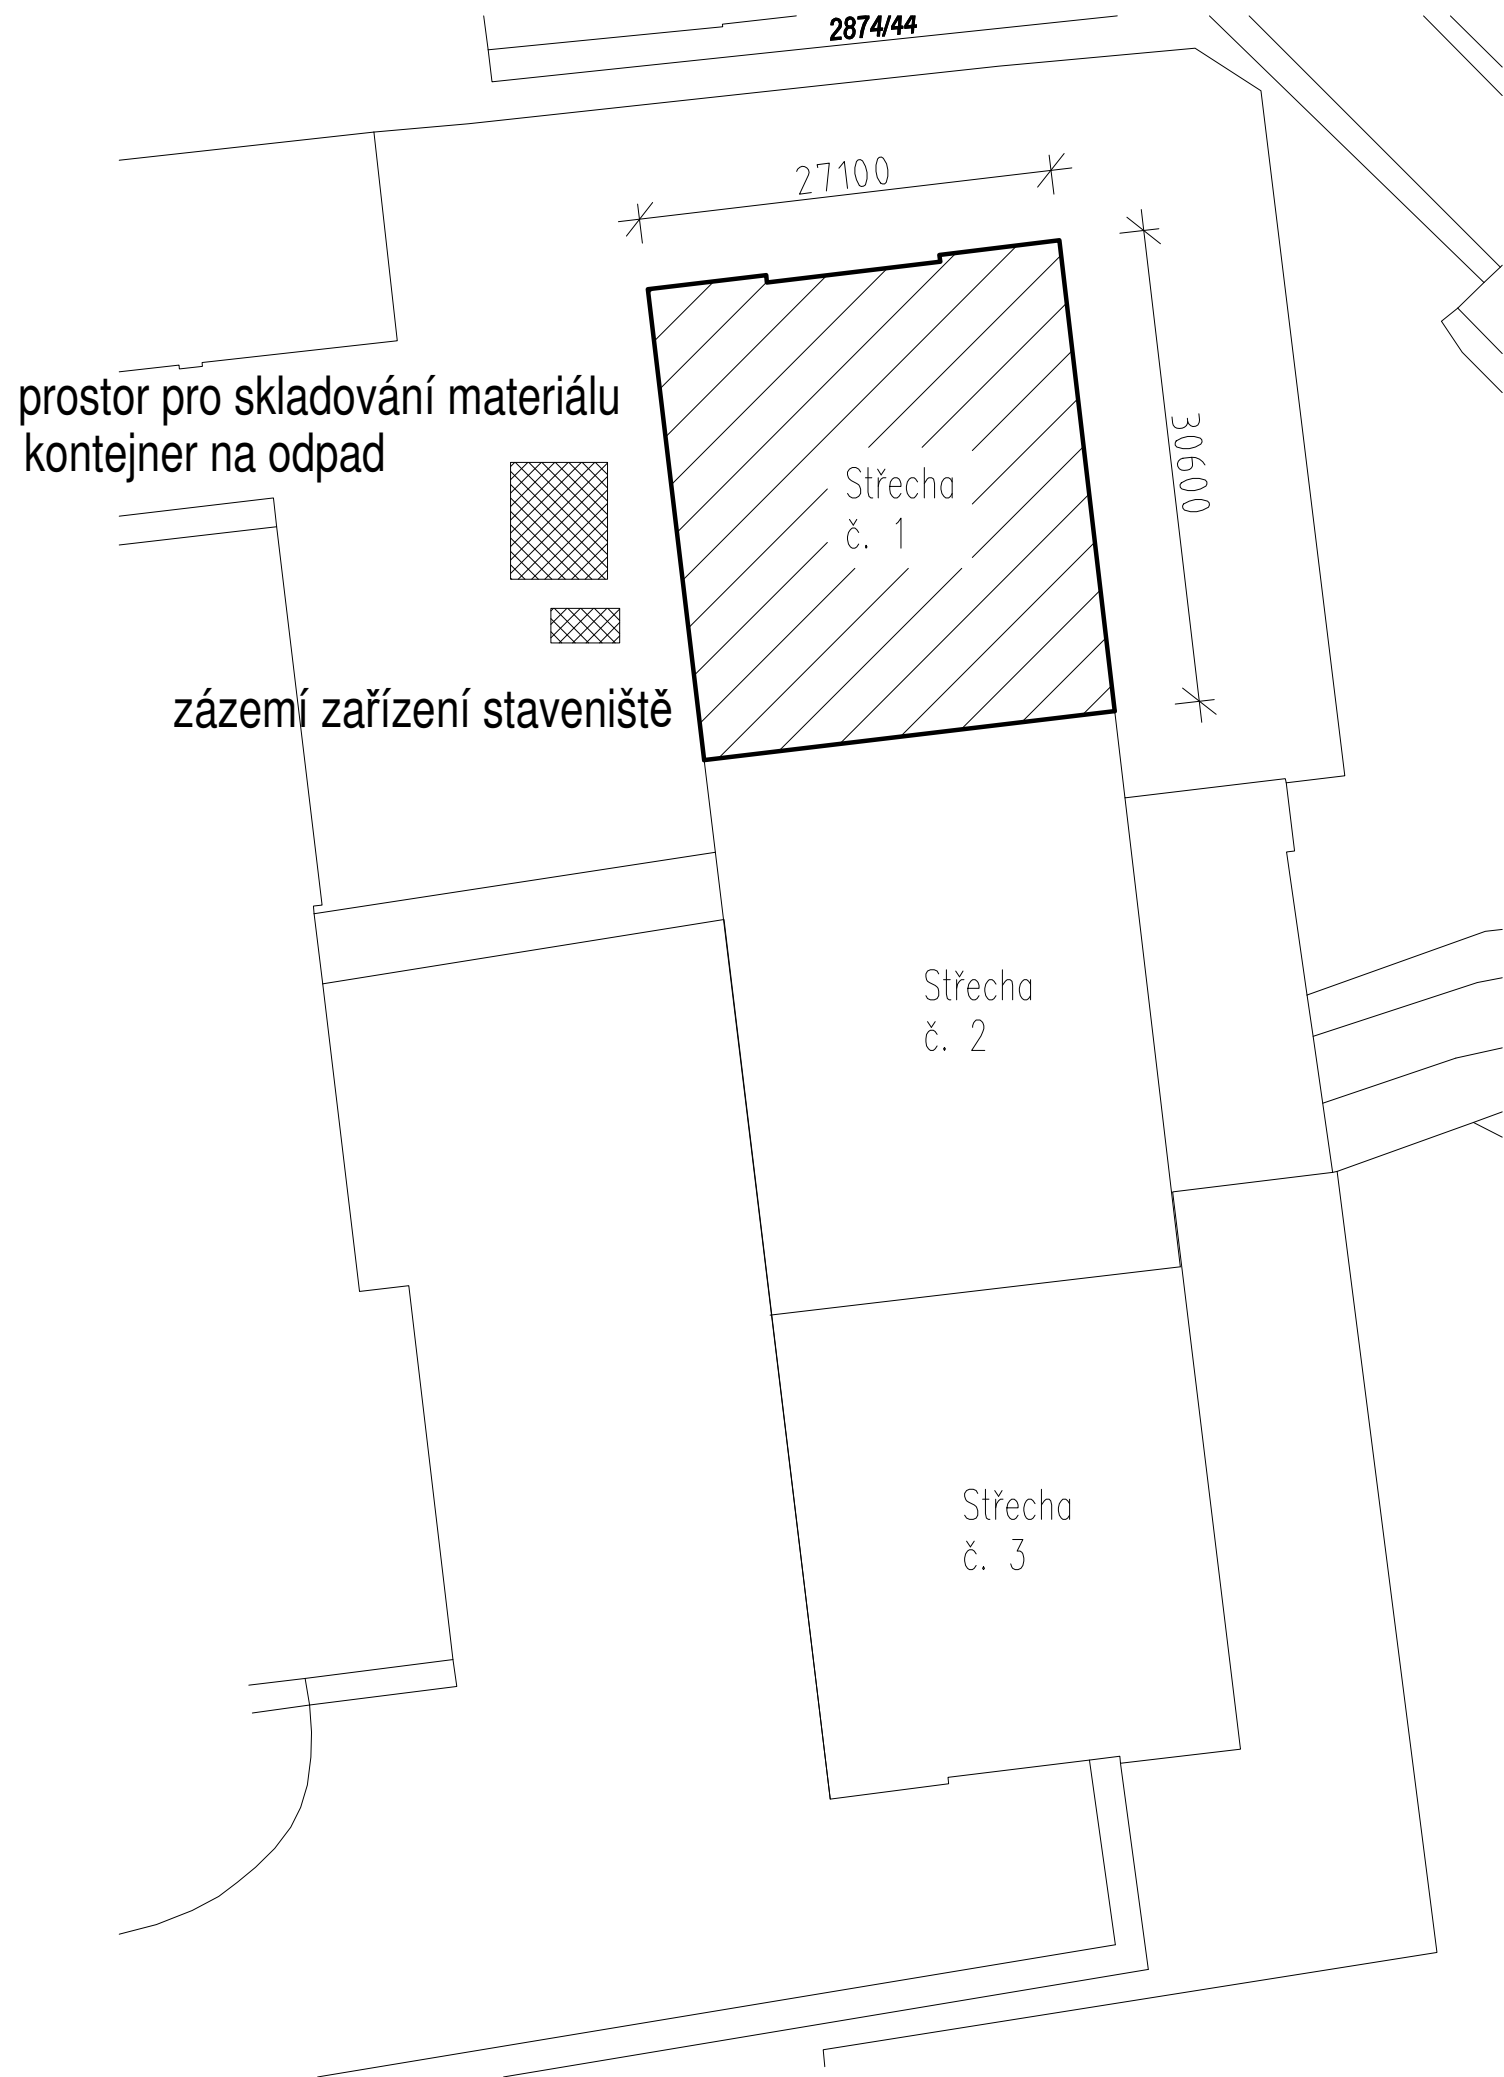 2874/44
27100
prostor pro skladování materiálu
kontejner na odpad
30600
Střecha
č. 1
zázemí zařízení staveniště
Střecha
č. 2
Střecha
č. 3